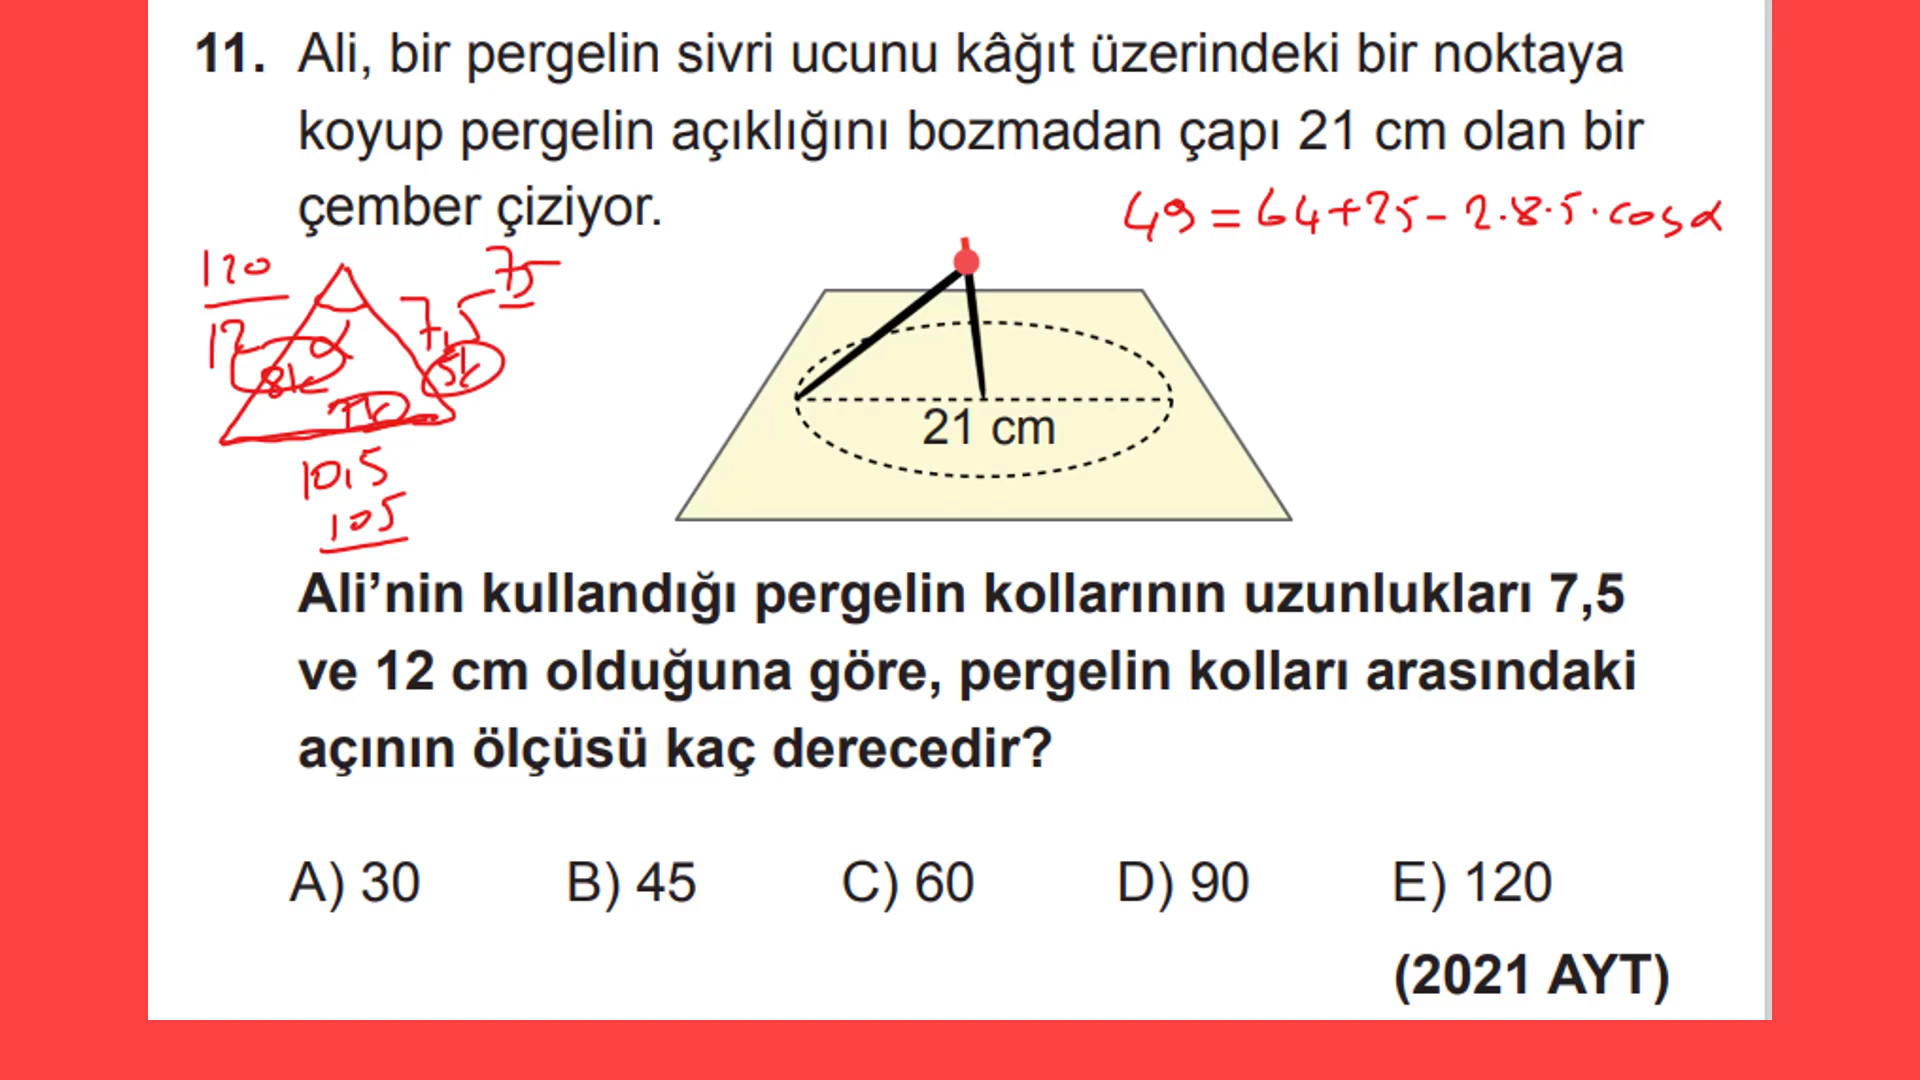 11. Ali, bir pergelin sivri ucunu kâğıt üzerindeki bir noktaya
koyup pergelin açıklığını bozmadan çapı 21 cm olan bir
çember çiziyor.
49 = 64 + 25 - 2.8.5.cosα
120
12
α
8k
7,5
75
5k
7k
10,5
105
21 cm
Ali'nin kullandığı pergelin kollarının uzunlukları 7,5
ve 12 cm olduğuna göre, pergelin kolları arasındaki
açının ölçüsü kaç derecedir?
A) 30 B) 45 C) 60 D) 90 E) 120
(2021 AYT)